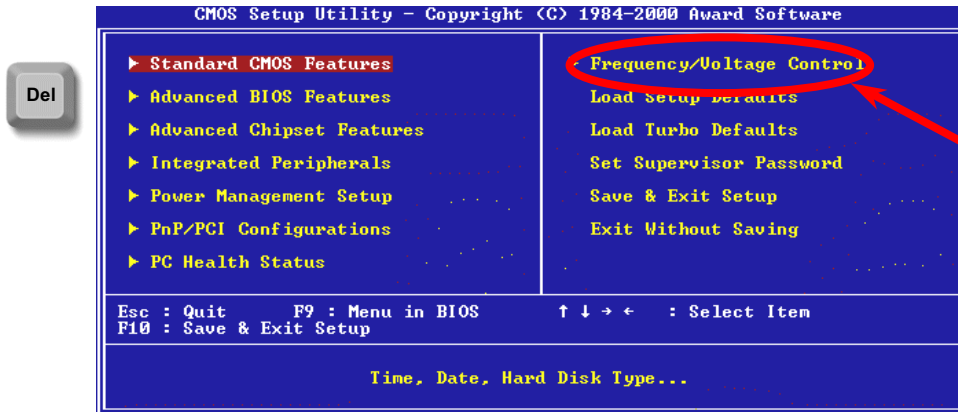 CMOS Setup Utility - Copyright (C) 1984-2000 Award Software
Del
Standard CMOS Features
Advanced BIOS Features
Advanced Chipset Features
Integrated Peripherals
Power Management Setup
PnP/PCI Configurations
PC Health Status
Frequency/Voltage Control
Load Setup Defaults
Load Turbo Defaults
Set Supervisor Password
Save & Exit Setup
Exit Without Saving
Esc : Quit F9 : Menu in BIOS ↑ ↓ → ← : Select Item
F10 : Save & Exit Setup
Time, Date, Hard Disk Type...